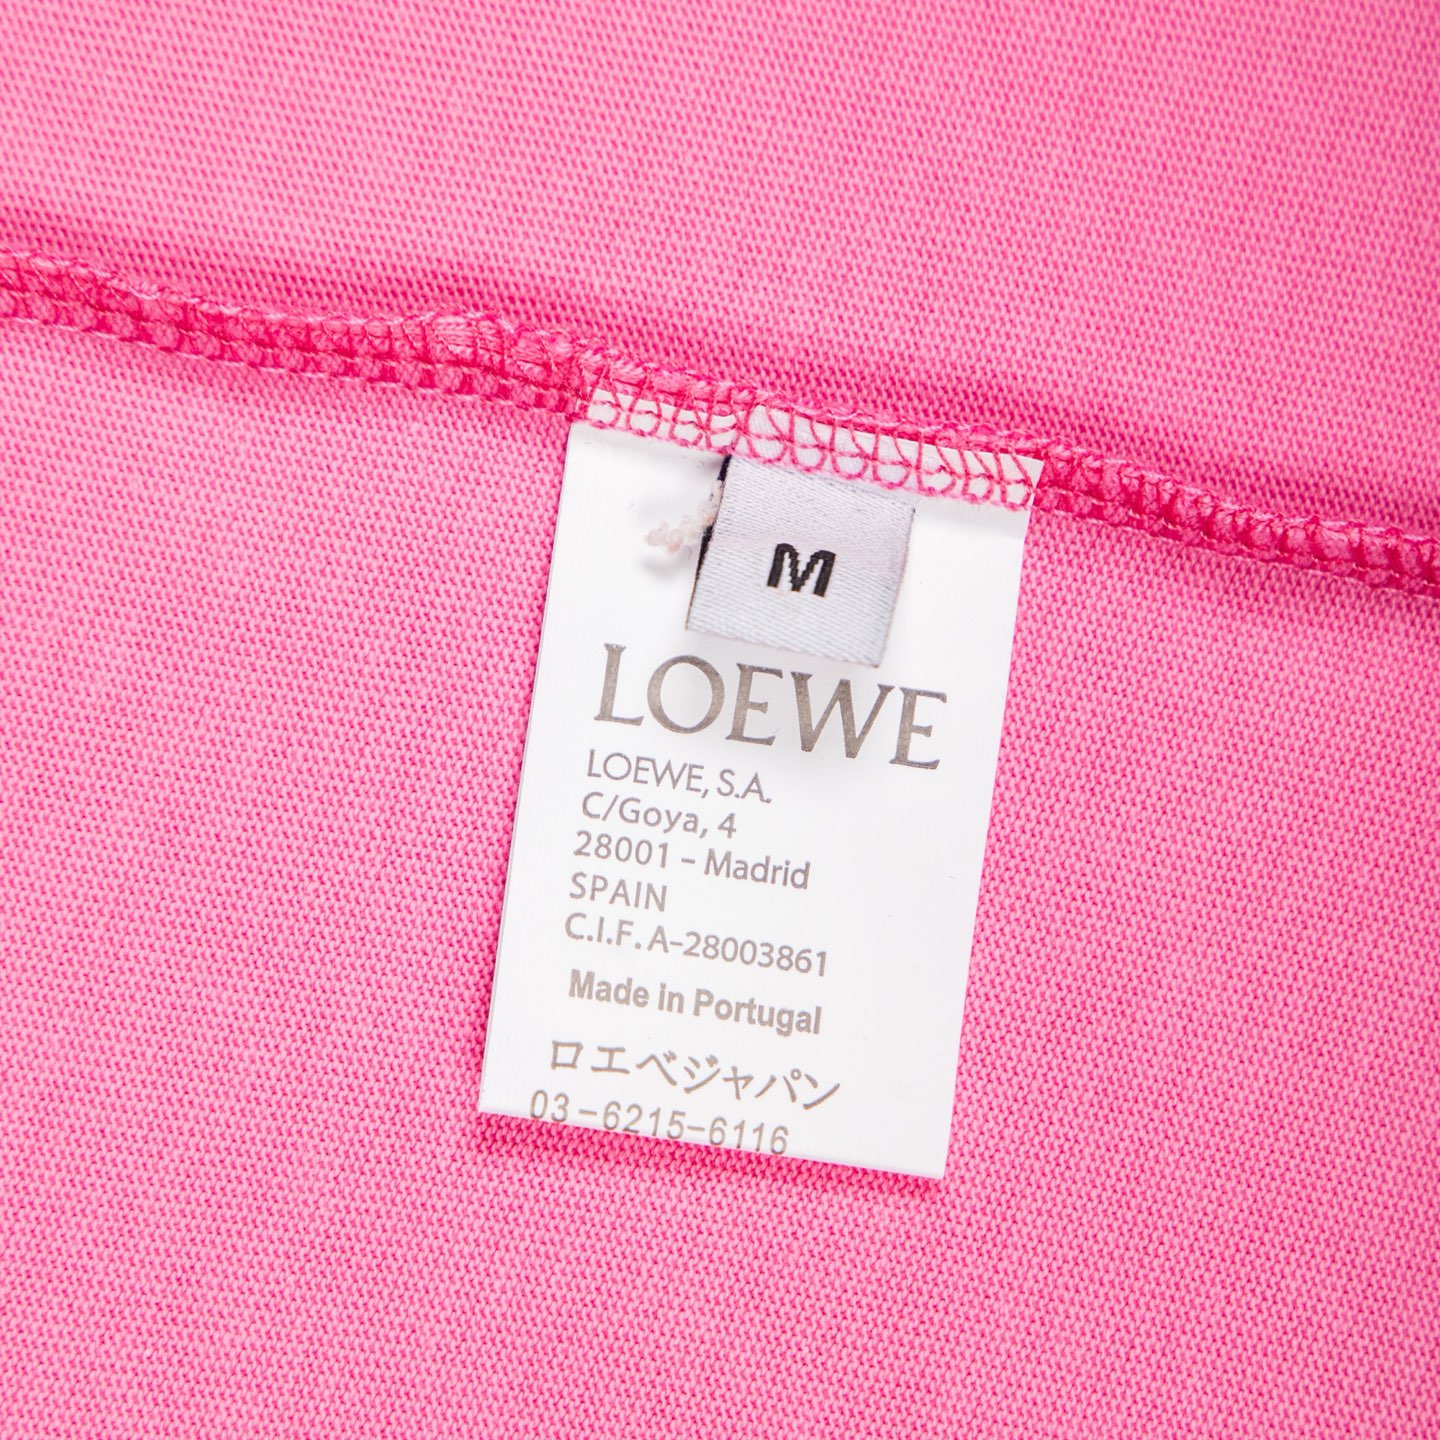 M
LOEWE
LOEWE, S.A.
C/Goya, 4
28001 – Madrid
SPAIN
C.I.F. A–28003861
Made in Portugal
ロエベジャパン
03–6215–6116